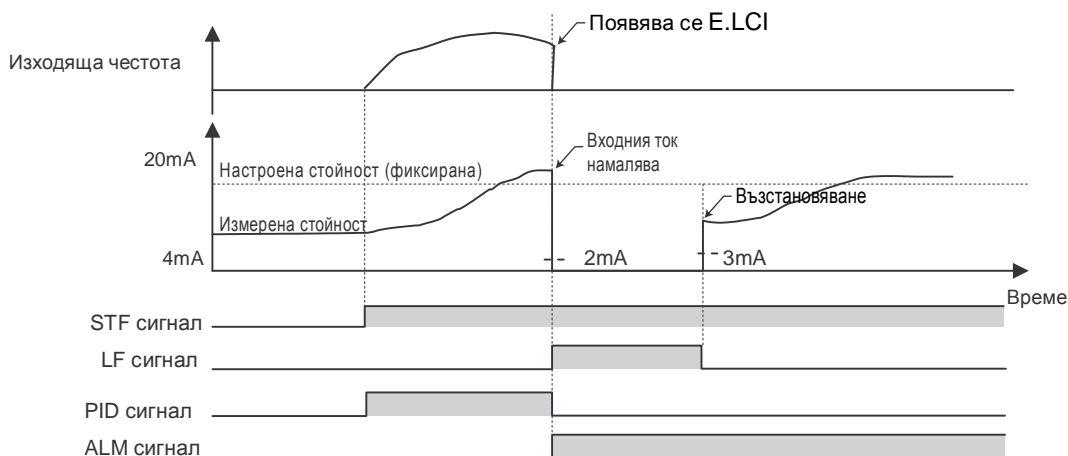 Появява се E.LCI
Изходяща честота
20mA
Настроена стойност (фиксирана)
Входния ток
намалява
Възстановяване
Измерена стойност
4mA
2mA
3mA
Време
STF сигнал
LF сигнал
PID сигнал
ALM сигнал